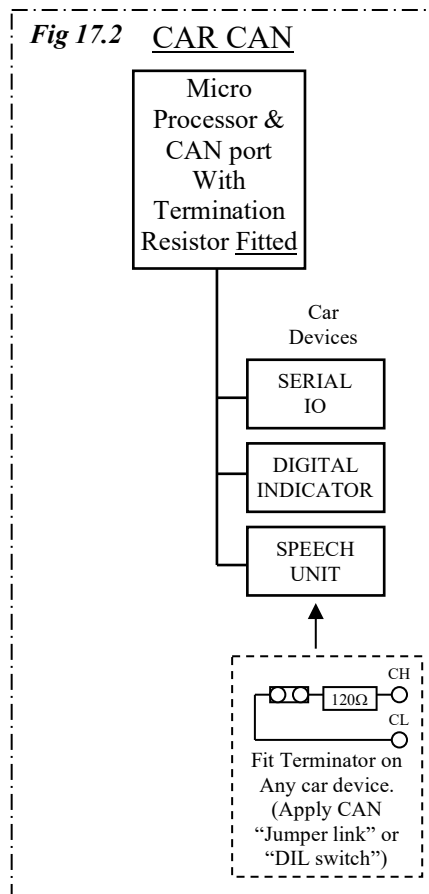 Fig 17.2 CAR CAN
Micro
Processor &
CAN port
With
Termination
Resistor Fitted
Car
Devices
SERIAL
IO
DIGITAL
INDICATOR
SPEECH
UNIT
CH
120Ω
CL
Fit Terminator on
Any car device.
(Apply CAN
“Jumper link” or
“DIL switch”)